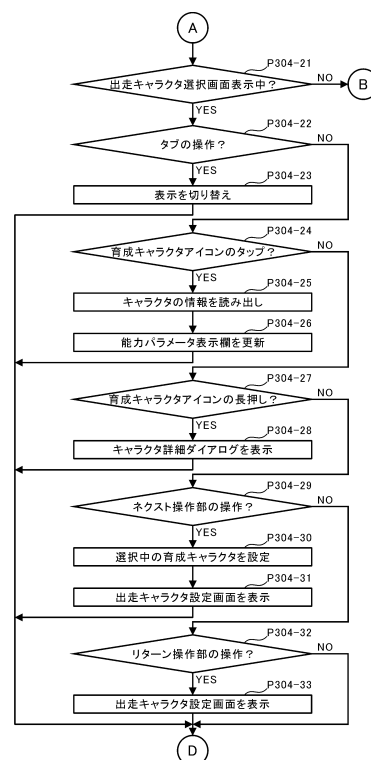 A
P304-21
出走キャラクタ選択画面表示中？
NO
B
YES
P304-22
タブの操作？
NO
YES
P304-23
表示を切り替え
P304-24
育成キャラクタアイコンのタップ？
NO
YES
P304-25
キャラクタの情報を読み出し
P304-26
能力パラメータ表示欄を更新
P304-27
育成キャラクタアイコンの長押し？
NO
YES
P304-28
キャラクタ詳細ダイアログを表示
P304-29
ネクスト操作部の操作？
NO
YES
P304-30
選択中の育成キャラクタを設定
P304-31
出走キャラクタ設定画面を表示
P304-32
リターン操作部の操作？
NO
YES
P304-33
出走キャラクタ設定画面を表示
D